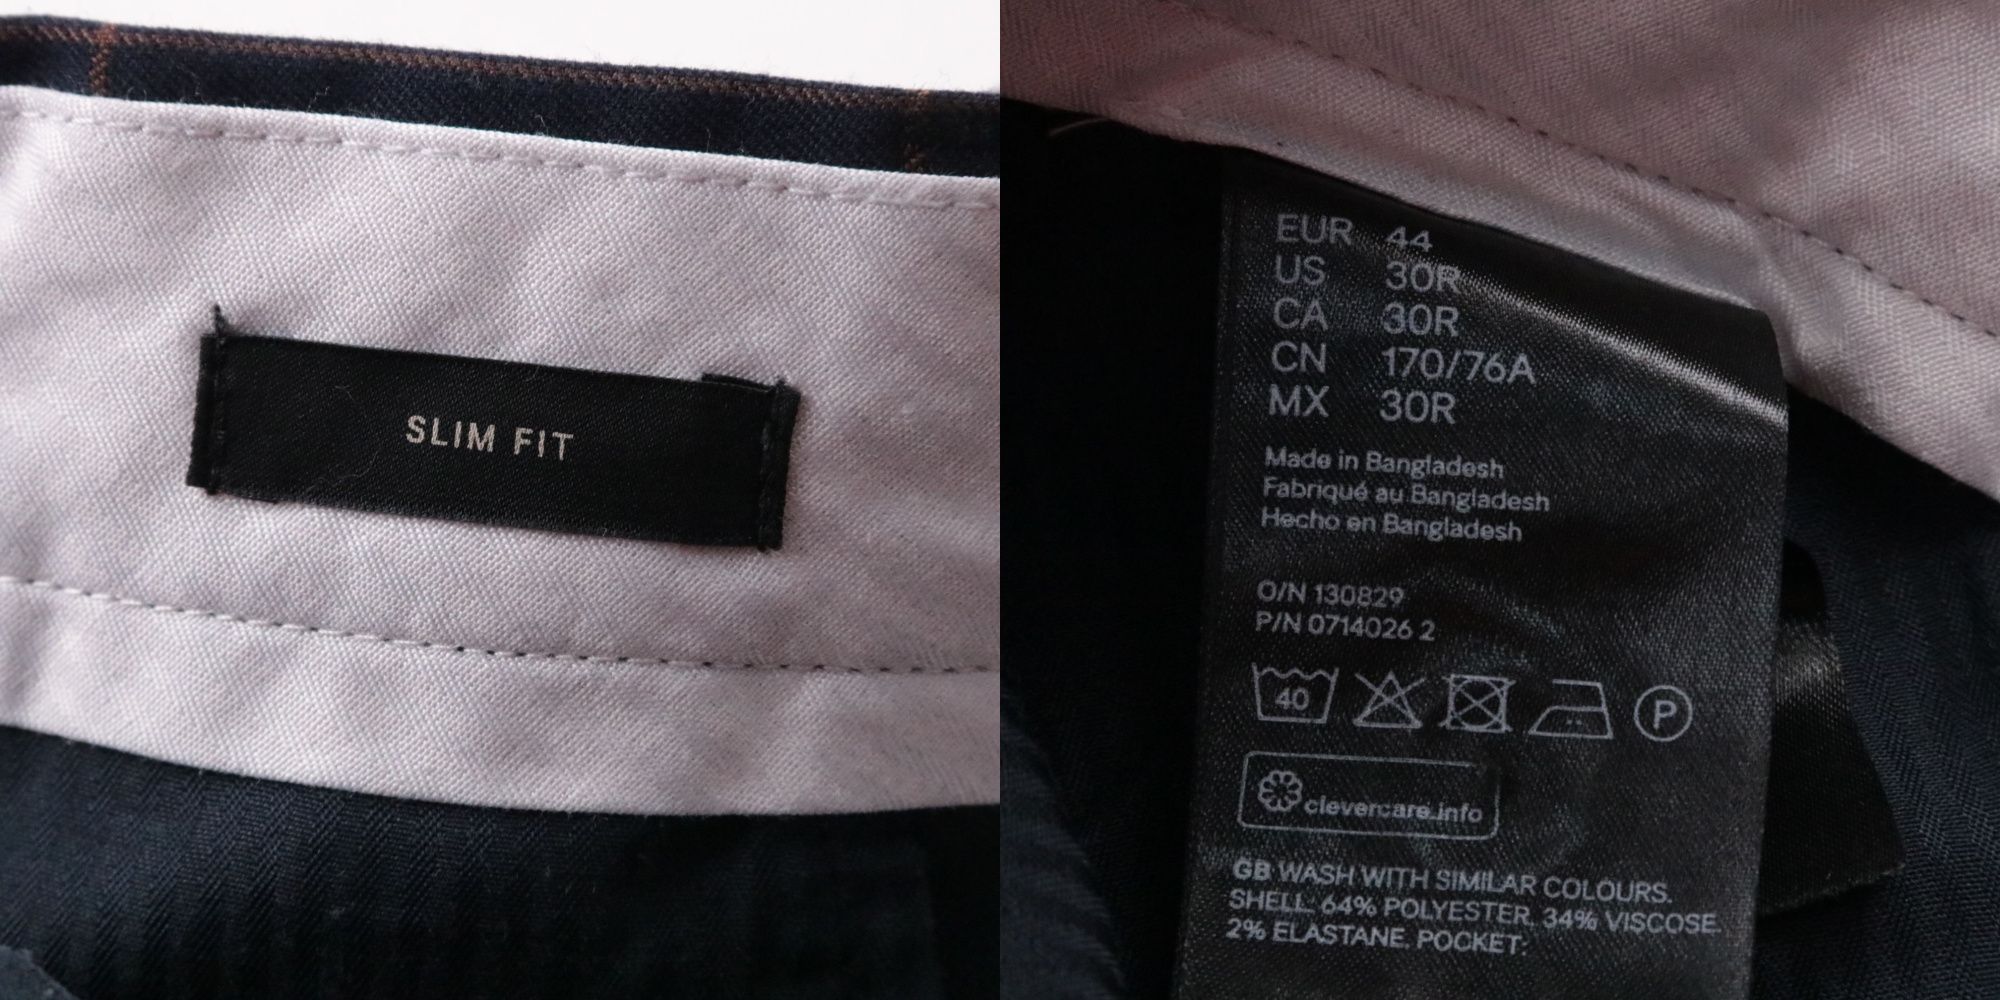 SLIM FIT
EUR 44
US 30R
CA 30R
CN 170/76A
MX 30R
Made in Bangladesh
Fabriqué au Bangladesh
Hecho en Bangladesh
O/N 130829
P/N 0714026 2
40
P
clevercare.info
GB WASH WITH SIMILAR COLOURS.
SHELL: 64% POLYESTER. 34% VISCOSE.
2% ELASTANE. POCKET: